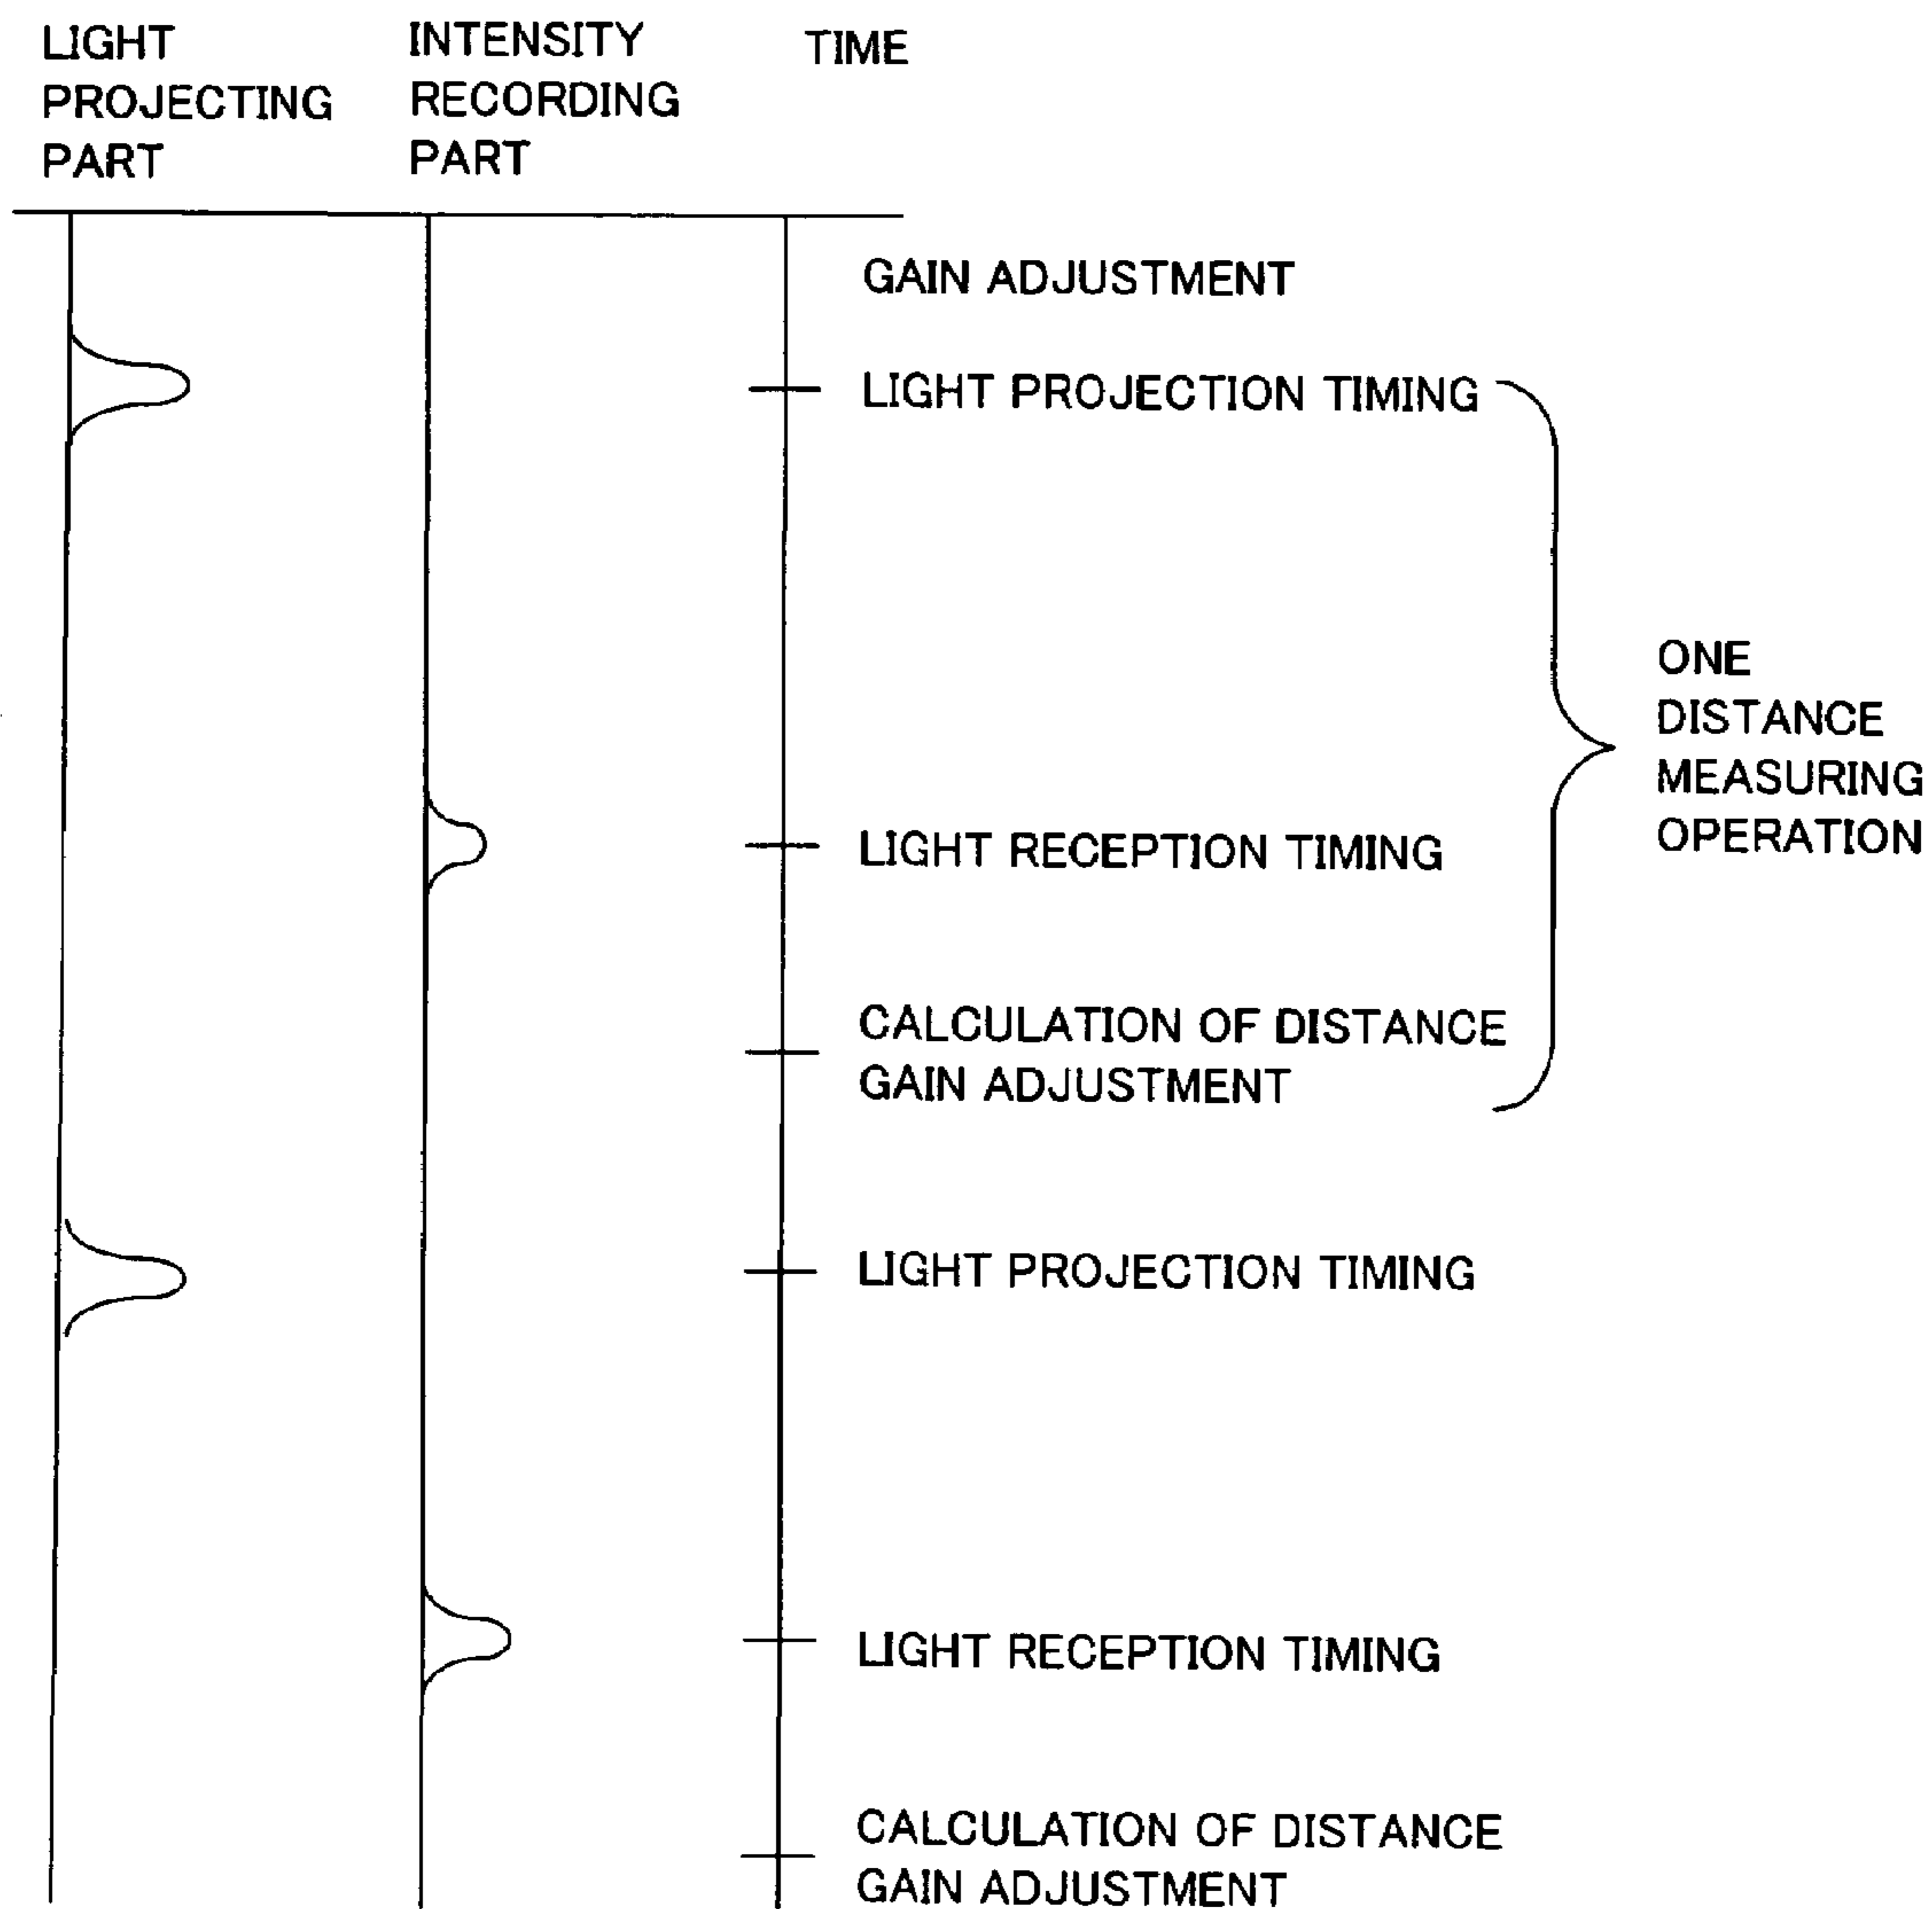 LIGHT
PROJECTING
PART
INTENSITY
RECORDING
PART
TIME
GAIN ADJUSTMENT
LIGHT PROJECTION TIMING
ONE
DISTANCE
MEASURING
OPERATION
LIGHT RECEPTION TIMING
CALCULATION OF DISTANCE
GAIN ADJUSTMENT
LIGHT PROJECTION TIMING
LIGHT RECEPTION TIMING
CALCULATION OF DISTANCE
GAIN ADJUSTMENT